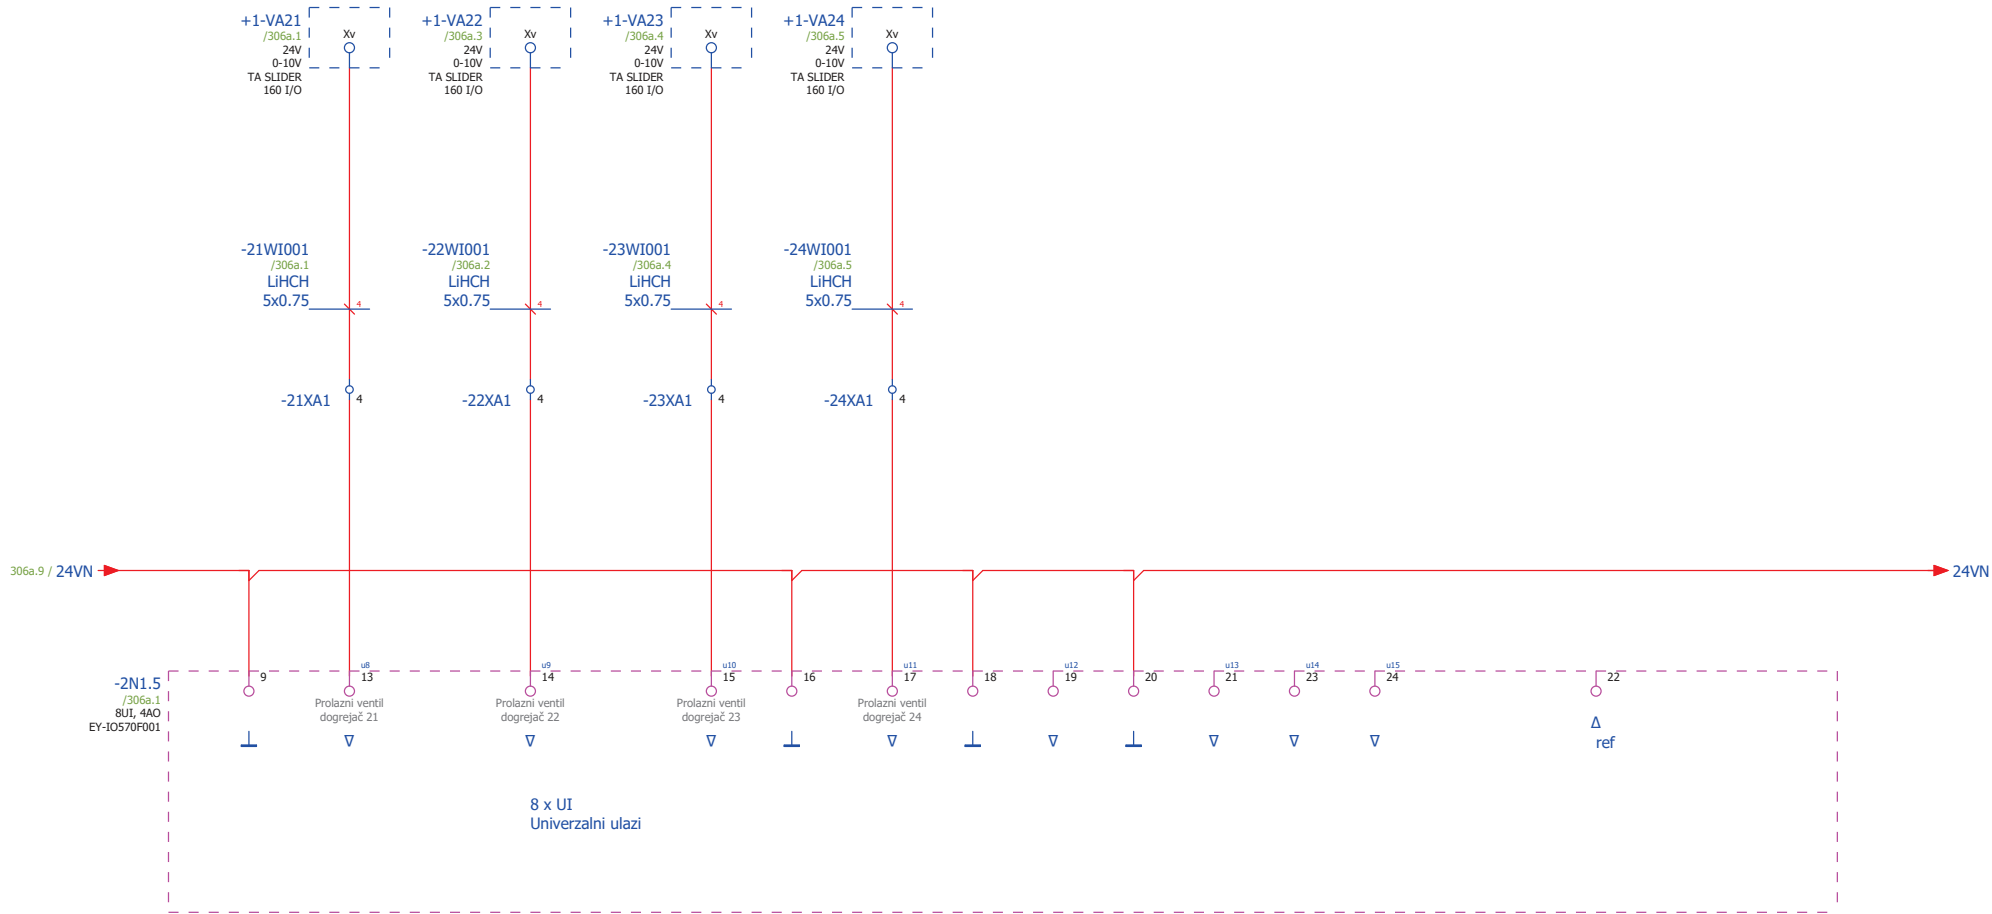 +1-VA21
/306a.1
24V
0-10V
TA SLIDER
160 I/O
Xv
+1-VA22
/306a.3
24V
0-10V
TA SLIDER
160 I/O
Xv
+1-VA23
/306a.4
24V
0-10V
TA SLIDER
160 I/O
Xv
+1-VA24
/306a.5
24V
0-10V
TA SLIDER
160 I/O
Xv
-21WI001
/306a.1
LiHCH
5x0.75
4
-22WI001
/306a.2
LiHCH
5x0.75
4
-23WI001
/306a.4
LiHCH
5x0.75
4
-24WI001
/306a.5
LiHCH
5x0.75
4
-21XA1 4
-22XA1 4
-23XA1 4
-24XA1 4
306a.9 / 24VN
24VN
-2N1.5
/306a.1
8UI, 4AO
EY-IO570F001
9
u8
13
Prolazni ventil
dogrejač 21
u9
14
Prolazni ventil
dogrejač 22
u10
15
Prolazni ventil
dogrejač 23
16
u11
17
Prolazni ventil
dogrejač 24
18
u12
19
20
u13
21
u14
23
u15
24
22
Δ
ref
8 x UI
Univerzalni ulazi